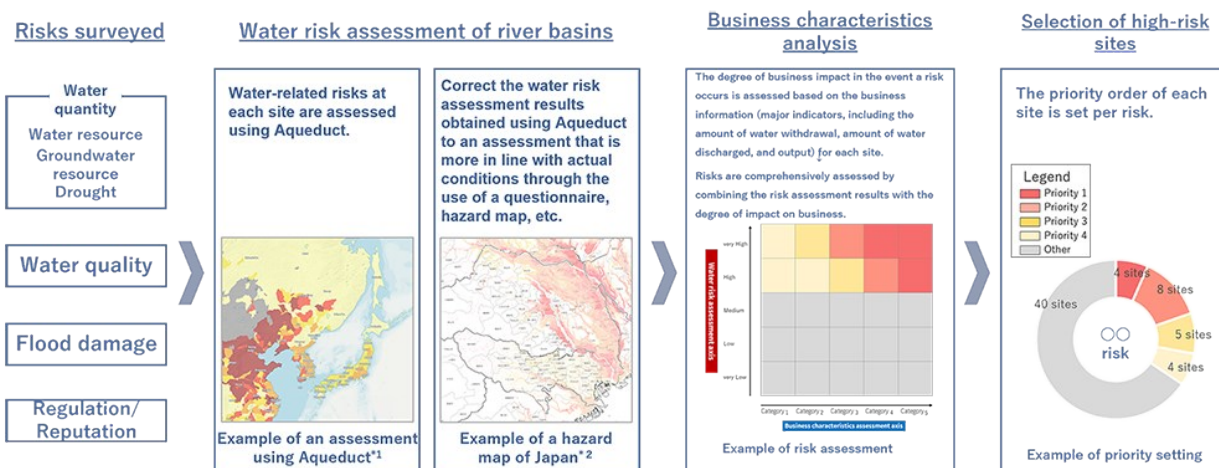 Risks surveyed
Water
quantity
Water resource
Groundwater
resource
Drought
Water quality
Flood damage
Regulation/
Reputation
Water risk assessment of river basins
Water-related risks at
each site are assessed
using Aqueduct.
Example of an assessment
using Aqueduct*1
Correct the water risk
assessment results
obtained using Aqueduct
to an assessment that is
more in line with actual
conditions through the
use of a questionnaire,
hazard map, etc.
Example of a hazard
map of Japan*2
Business characteristics
analysis
The degree of business impact in the event a risk
occurs is assessed based on the business
information (major indicators, including the
amount of water withdrawal, amount of water
discharged, and output) for each site.
Risks are comprehensively assessed by
combining the risk assessment results with the
degree of impact on business.
Water risk assessment axis
very High
High
Medium
Low
very Low
Category 1
Category 2
Category 3
Category 4
Category 5
Business characteristics assessment axis
Example of risk assessment
Selection of high-risk
sites
The priority order of each
site is set per risk.
Legend
Priority 1
Priority 2
Priority 3
Priority 4
Other
4 sites
8 sites
5 sites
4 sites
40 sites
○○
risk
Example of priority setting